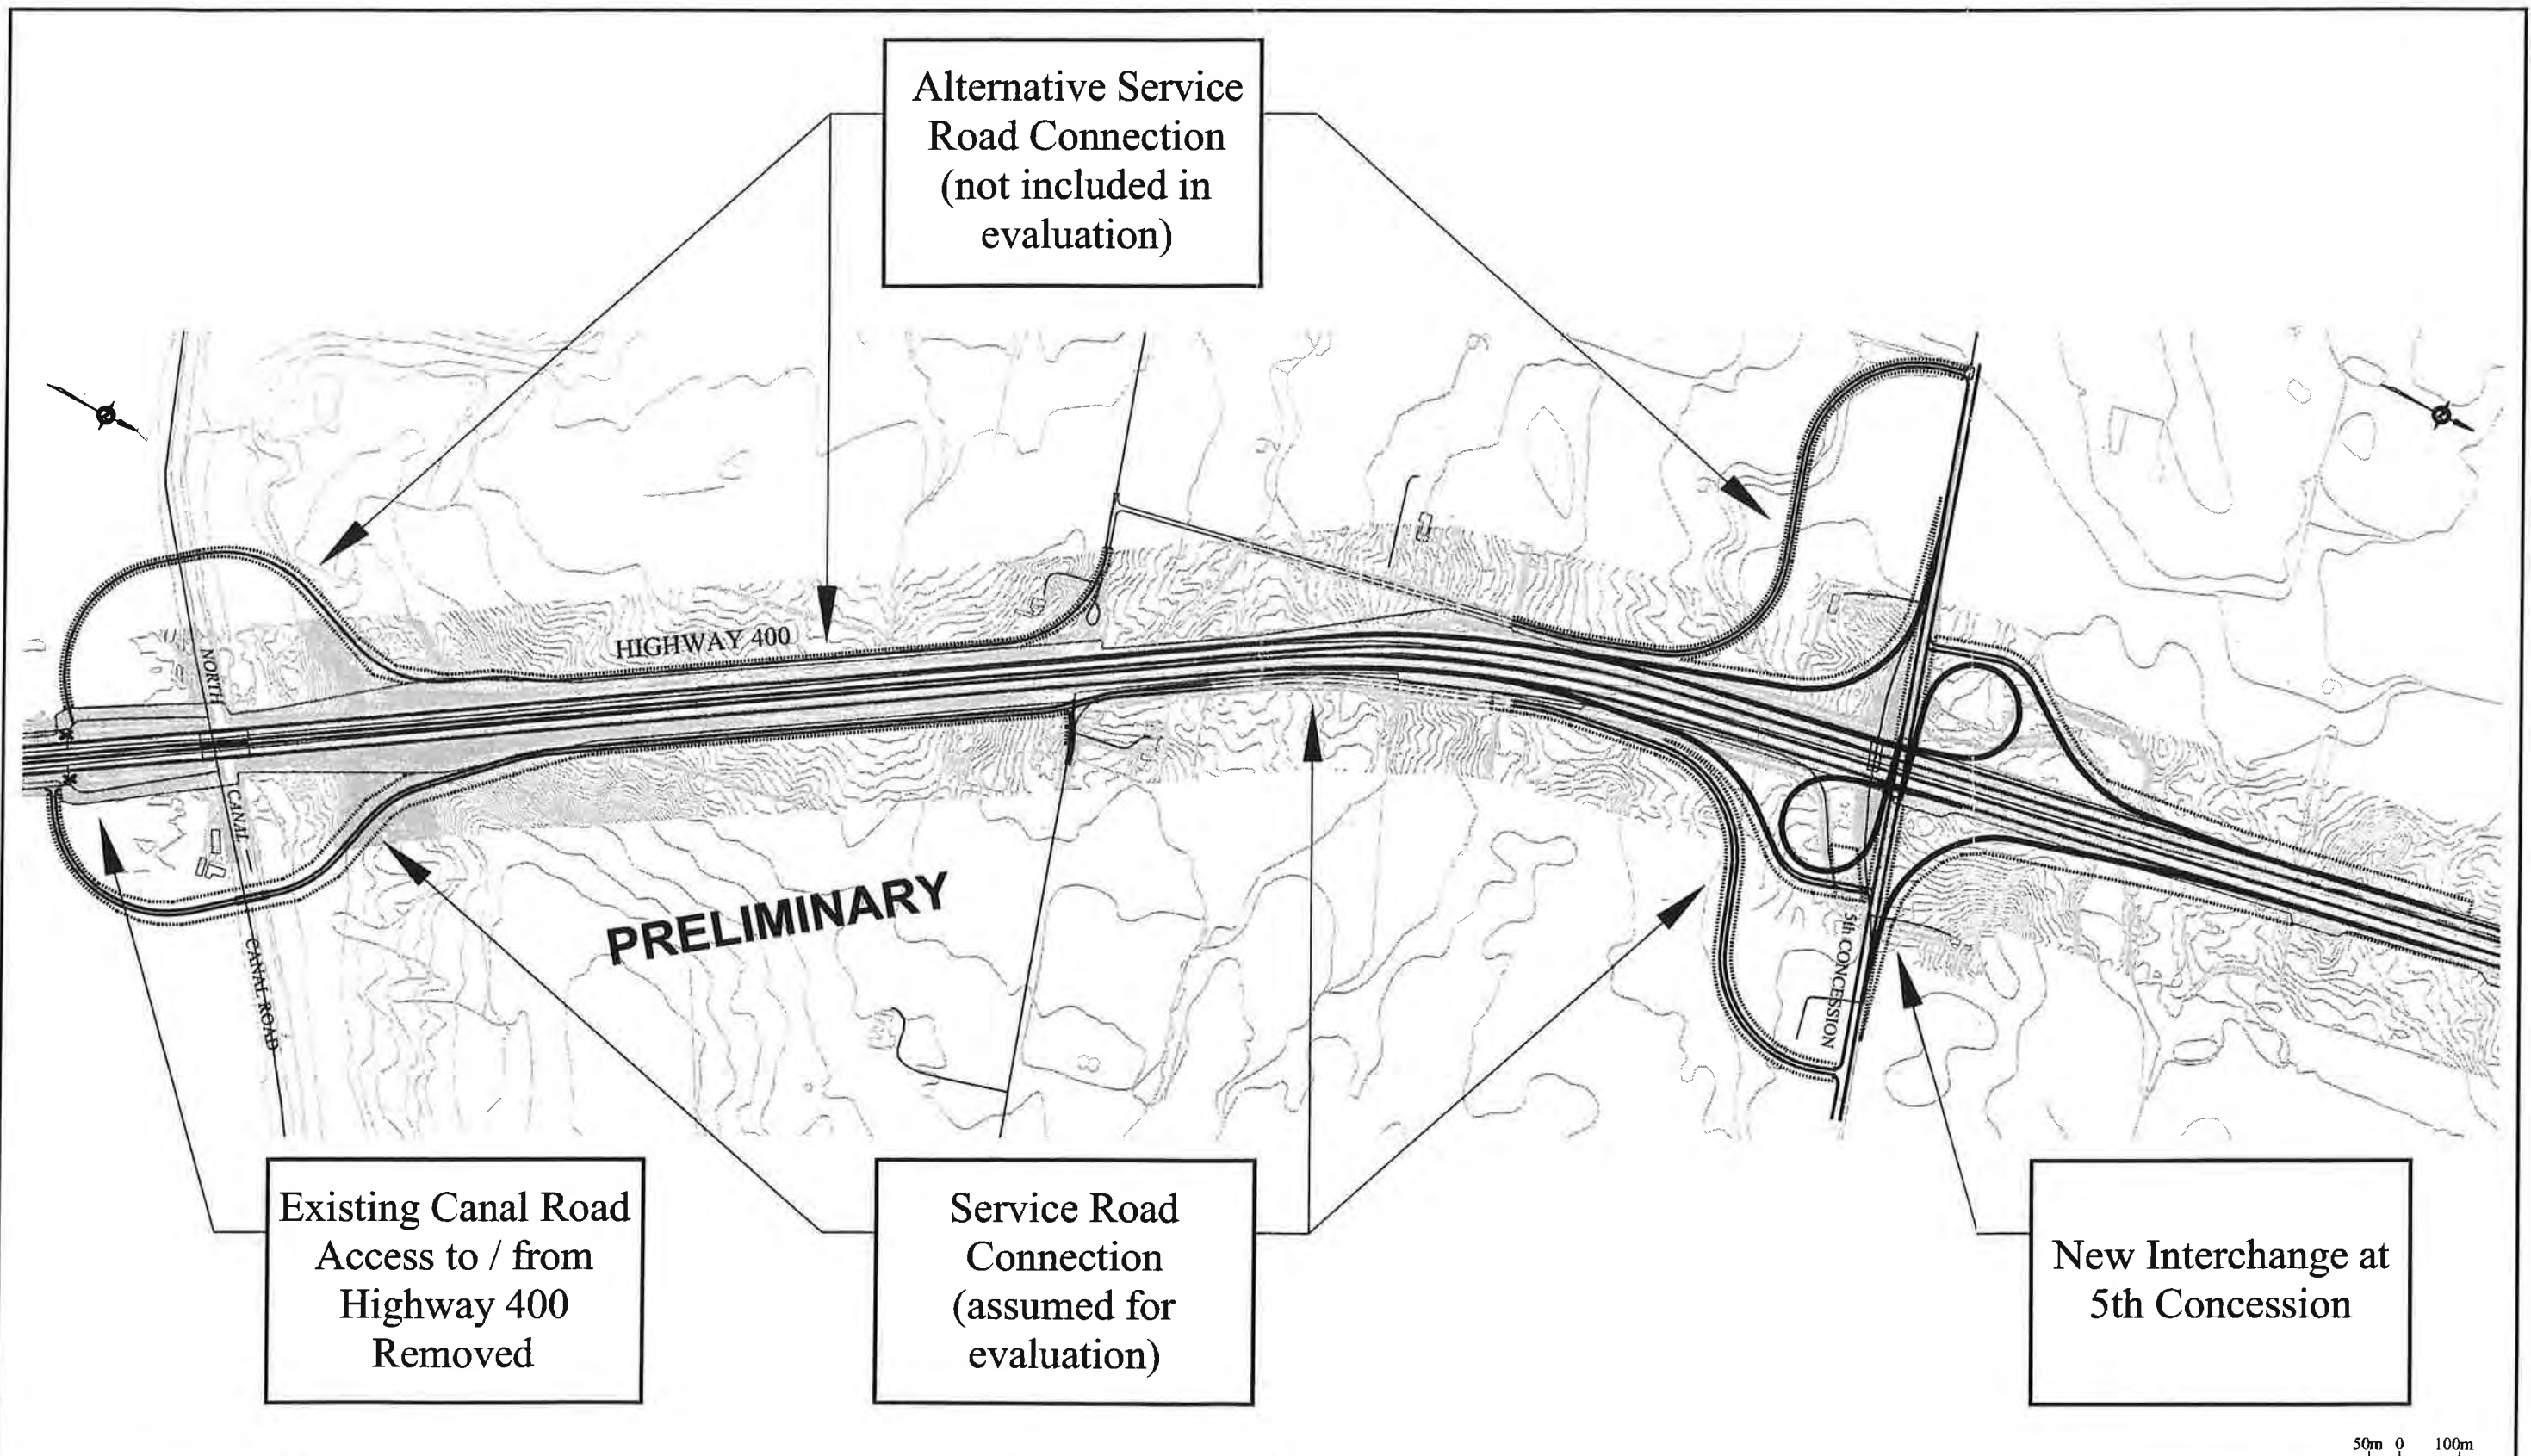 Alternative Service
Road Connection
(not included in
evaluation)
HIGHWAY 400
NORTH
CANAL
CANAL ROAD
PRELIMINARY
5th CONCESSION
Existing Canal Road
Access to / from
Highway 400
Removed
Service Road
Connection
(assumed for
evaluation)
New Interchange at
5th Concession
50m 0 100m